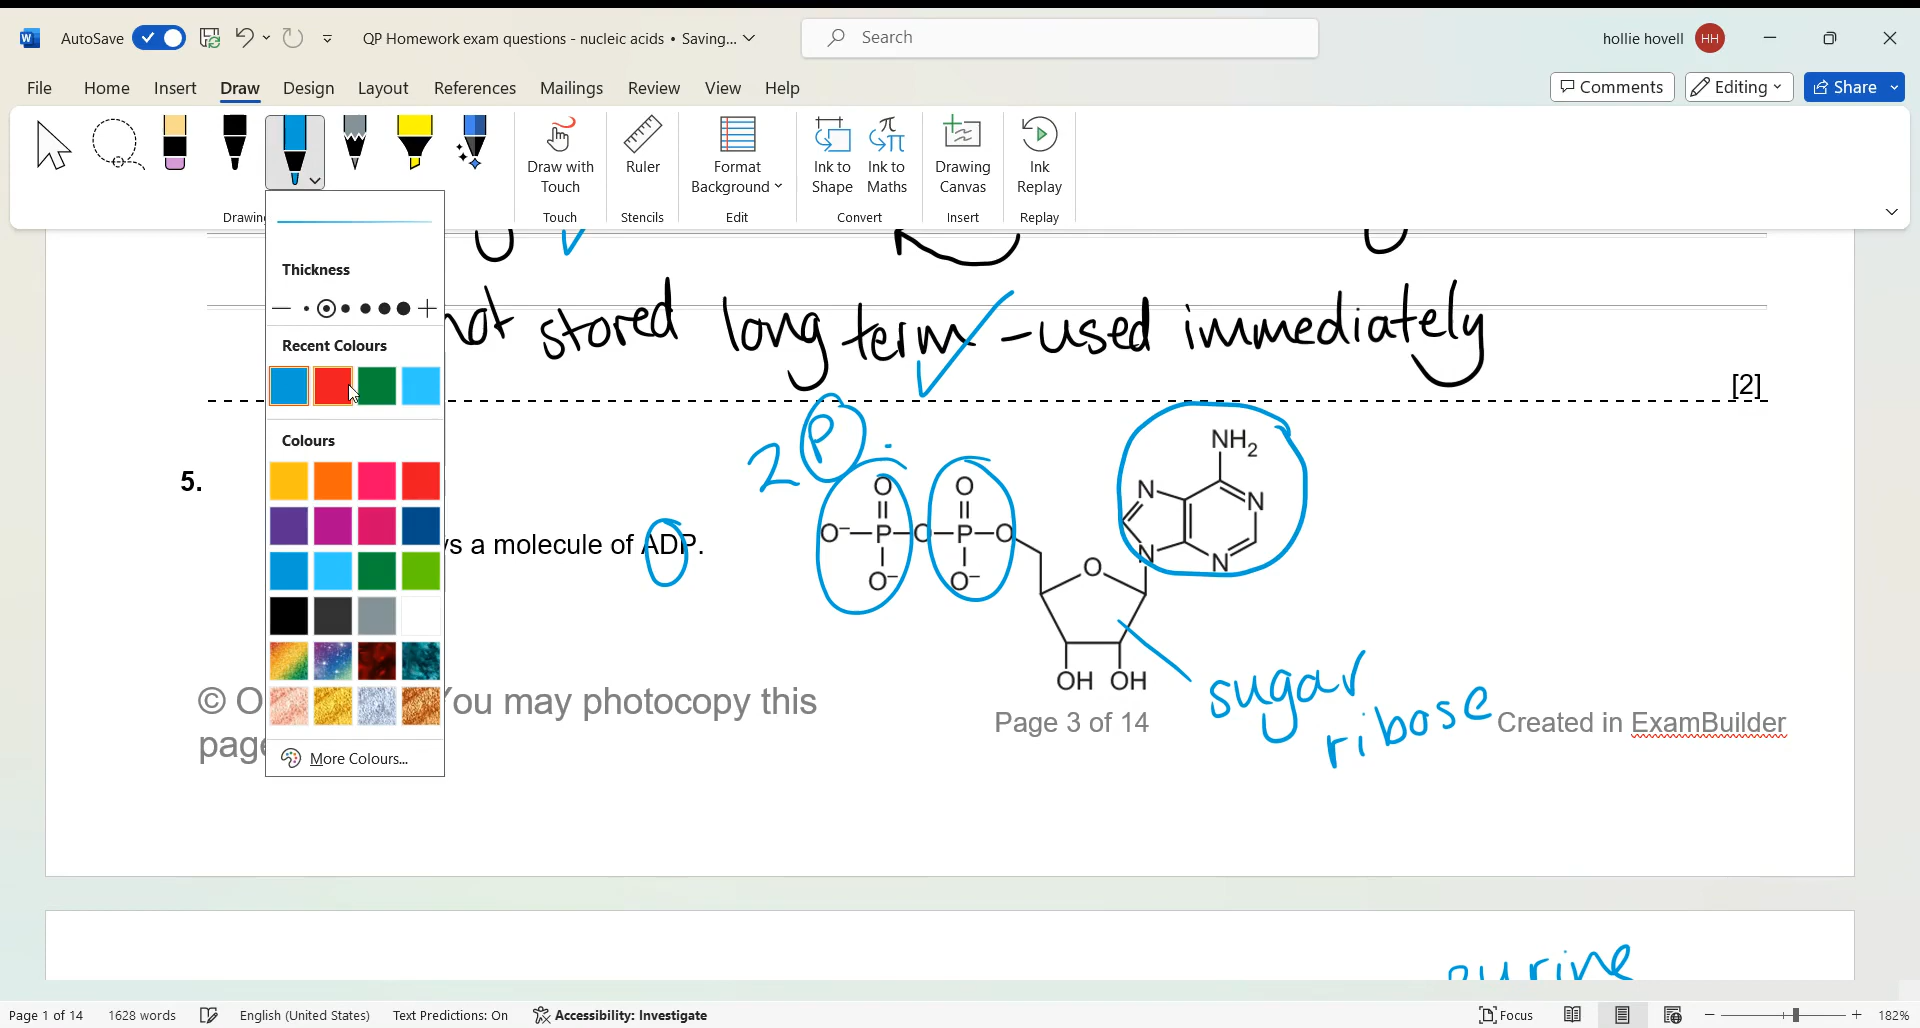 AutoSave
QP Homework exam questions - nucleic acids • Saving...
Search
hollie hovell HH
File Home Insert Draw Design Layout References Mailings Review View Help
Comments Editing Share
Draw with Touch
Ruler
Format Background
Ink to Shape
Ink to Maths
Drawing Canvas
Ink Replay
Touch Stencils Edit Convert Insert Replay
Thickness
Recent Colours
Colours
More Colours...
not stored long term - used immediately
[2]
2 P
5.
a molecule of ADP.
NH2
N N N N
O O
O⁻ P O P O
O⁻ O⁻
O
OH OH
sugar
ribose
You may photocopy this
Page 3 of 14
Created in ExamBuilder
purine
Page 1 of 14 1628 words English (United States) Text Predictions: On Accessibility: Investigate Focus 182%